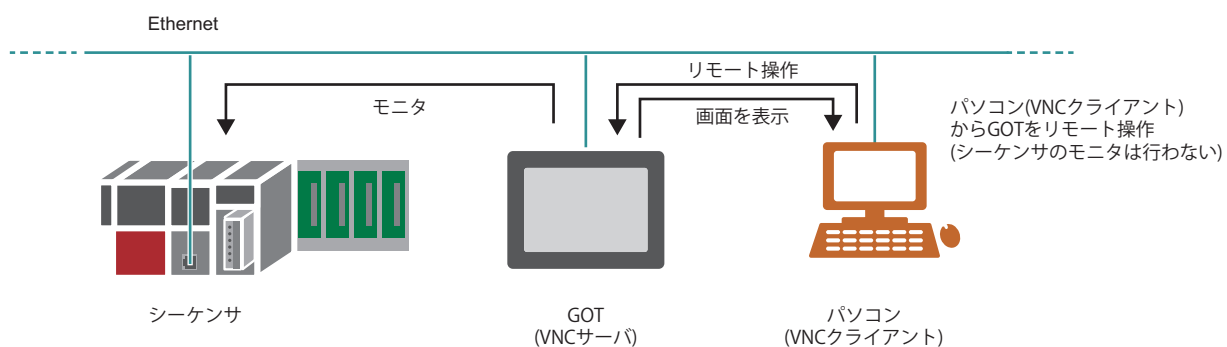 Ethernet
リモート操作
モニタ
画面を表示
パソコン(VNCクライアント)
からGOTをリモート操作
(シーケンサのモニタは行わない)
シーケンサ
GOT
(VNCサーバ)
パソコン
(VNCクライアント)